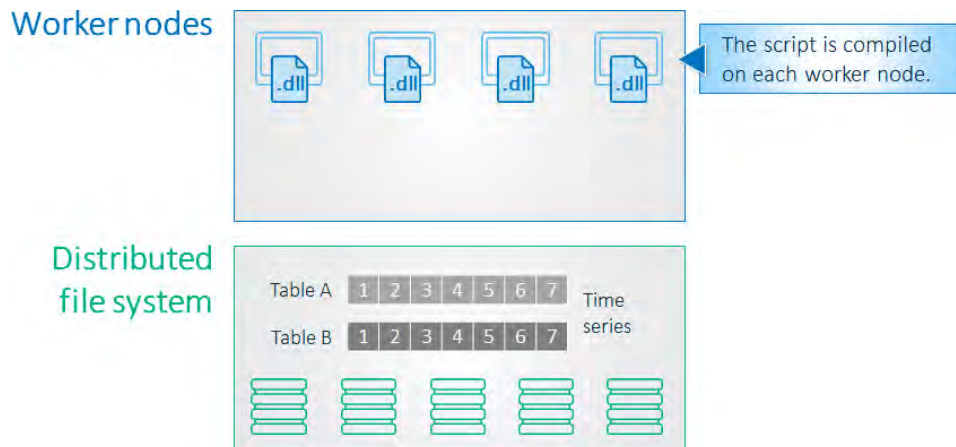 Worker nodes
.dll .dll .dll .dll
The script is compiled
on each worker node.
Distributed
file system
Table A 1 2 3 4 5 6 7
Time
series
Table B 1 2 3 4 5 6 7